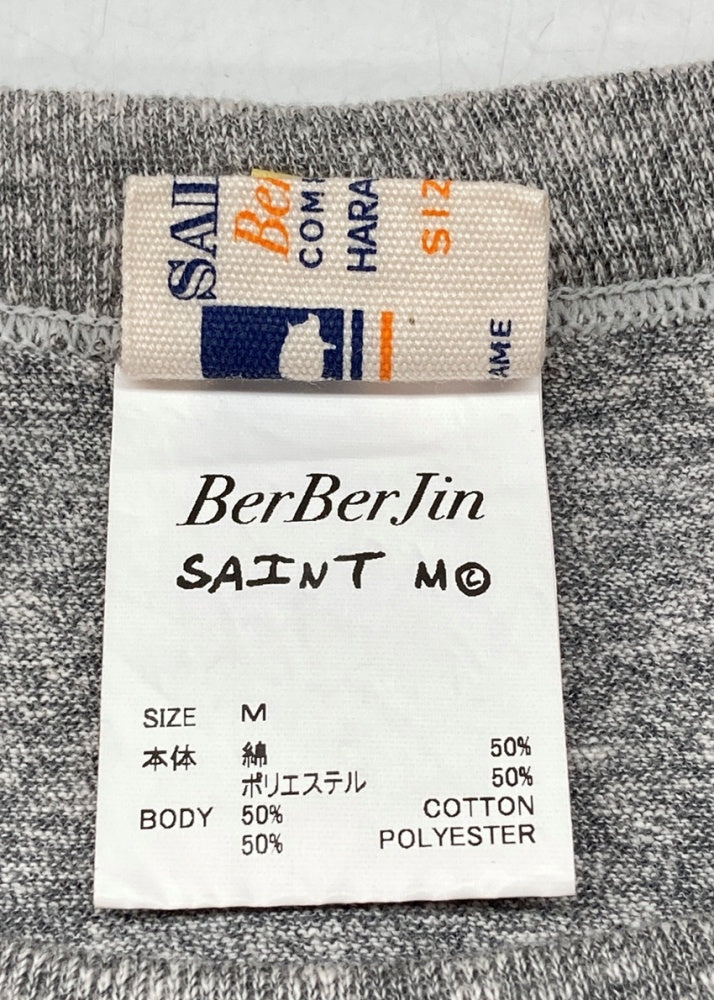 SAI
Ber
COM
HARA
SIZ
AME
BerBerJin
SAINT M©
SIZE M
本体 綿 50%
ポリエステル 50%
BODY 50% COTTON
50% POLYESTER